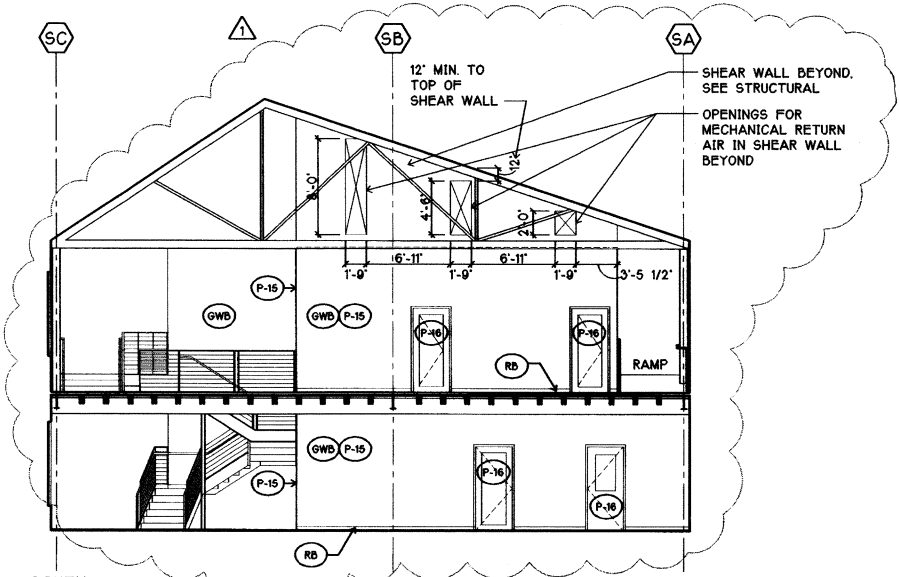 SC
1
SB
SA
12" MIN. TO
TOP OF
SHEAR WALL
SHEAR WALL BEYOND,
SEE STRUCTURAL
OPENINGS FOR
MECHANICAL RETURN
AIR IN SHEAR WALL
BEYOND
12"
8'-0"
4'-6"
2'-0"
6'-11"
6'-11"
1'-9"
1'-9"
1'-9"
3'-5 1/2"
P-15
GWB
GWB
P-15
P-16
P-16
RB
RAMP
GWB
P-15
P-15
P-16
P-16
RB